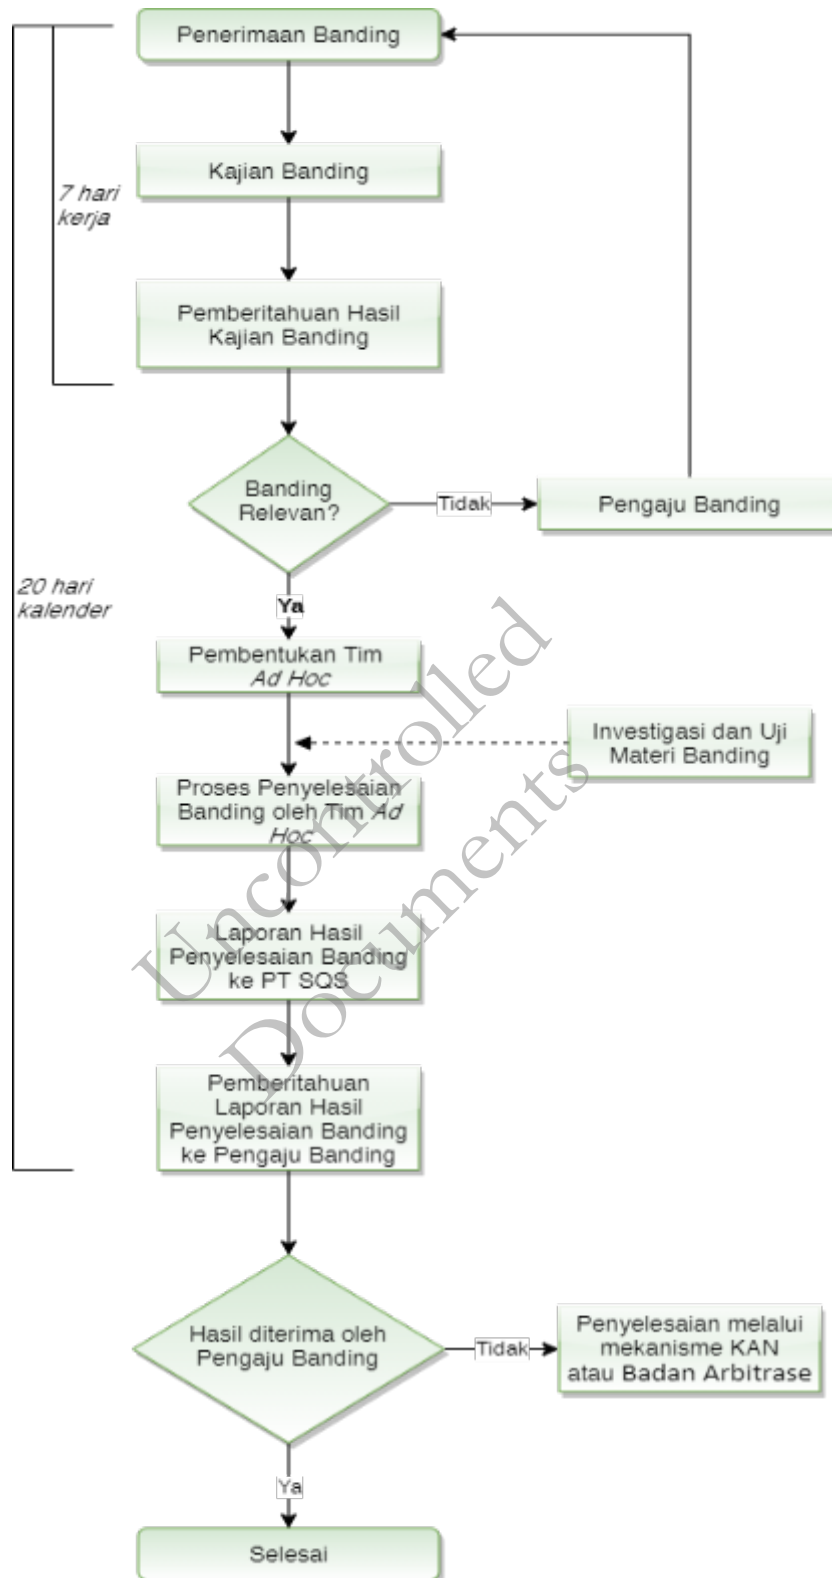 Penerimaan Banding
Kajian Banding
7 hari
kerja
Pemberitahuan Hasil
Kajian Banding
Banding
Relevan?
Tidak
Pengaju Banding
20 hari
kalender
Ya
Pembentukan Tim
Ad Hoc
Investigasi dan Uji
Materi Banding
Proses Penyelesaian
Banding oleh Tim Ad
Hoc
Laporan Hasil
Penyelesaian Banding
ke PT SQS
Pemberitahuan
Laporan Hasil
Penyelesaian Banding
ke Pengaju Banding
Hasil diterima oleh
Pengaju Banding
Tidak
Penyelesaian melalui
mekanisme KAN
atau Badan Arbitrase
Ya
Selesai
Uncontrolled
Documents